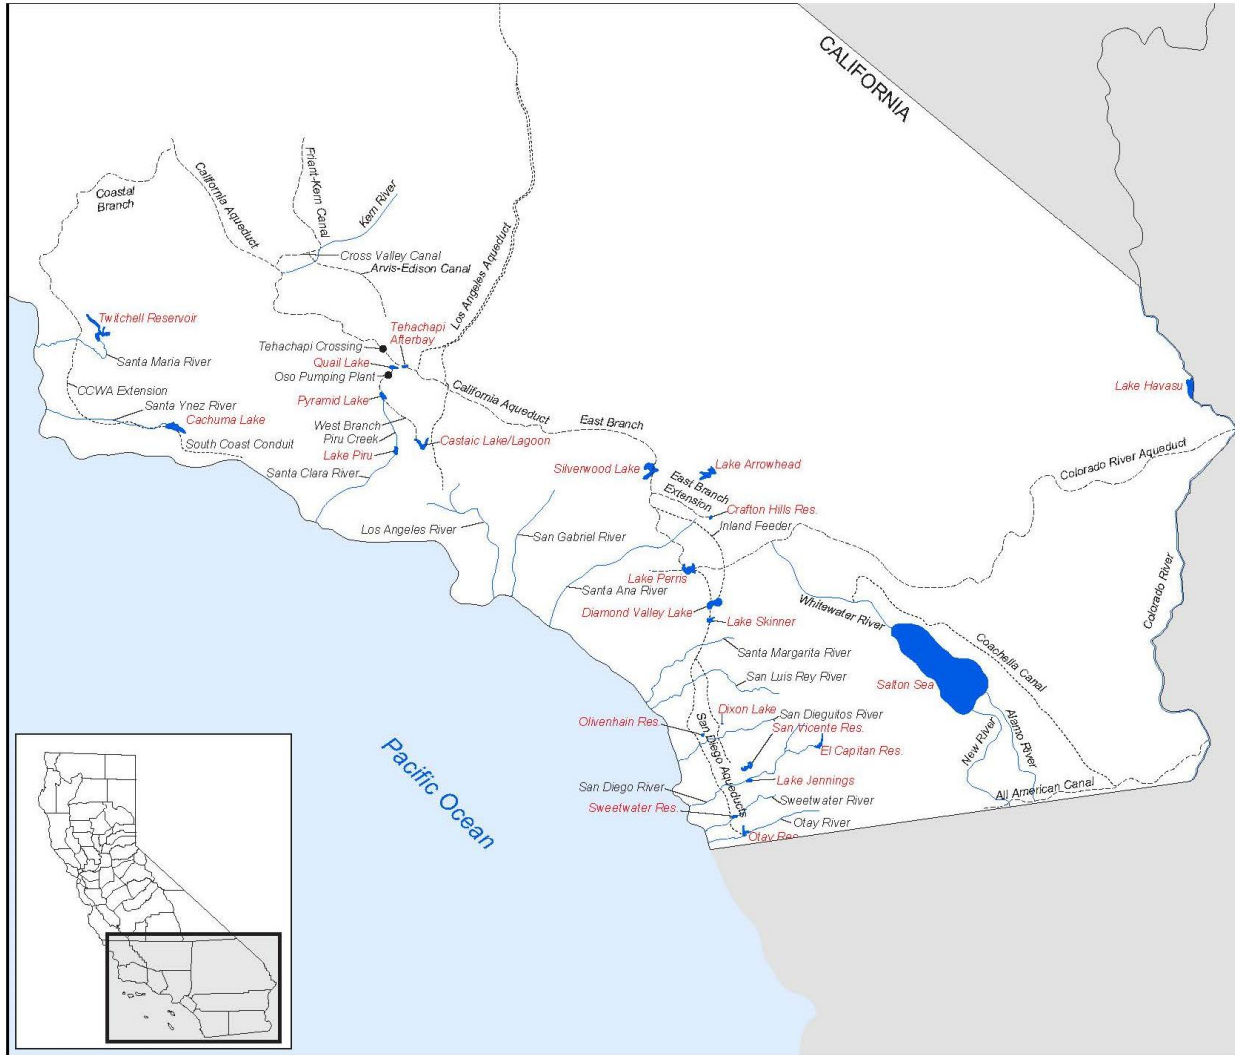 CALIFORNIA
Coastal
Branch
California Aqueduct
Friant-Kern Canal
Kern River
Cross Valley Canal
Arvis-Edison Canal
Los Angeles Aqueduct
Twitchell Reservoir
Tehachapi
Afterbay
Tehachapi Crossing
Santa Maria River
Quail Lake
Oso Pumping Plant
Lake Havasu
CCWA Extension
California Aqueduct
Pyramid Lake
Santa Ynez River
Cachuma Lake
East Branch
West Branch
Piru Creek
South Coast Conduit
Castaic Lake/Lagoon
Lake Piru
Colorado River Aqueduct
Silverwood Lake
Lake Arrowhead
Santa Clara River
East Branch
Extension
Crafton Hills Res.
Los Angeles River
Inland Feeder
San Gabriel River
Lake Perris
Santa Ana River
Colorado River
Diamond Valley Lake
Whitewater River
Lake Skinner
Coachella Canal
Santa Margarita River
San Luis Rey River
Salton Sea
Dixon Lake
San Dieguitos River
Olivenhain Res.
San Vicente Res.
San Diego Aqueducts
El Capitan Res.
New River
Alamo River
Pacific Ocean
Lake Jennings
San Diego River
All American Canal
Sweetwater River
Sweetwater Res.
Otay River
Otay Res